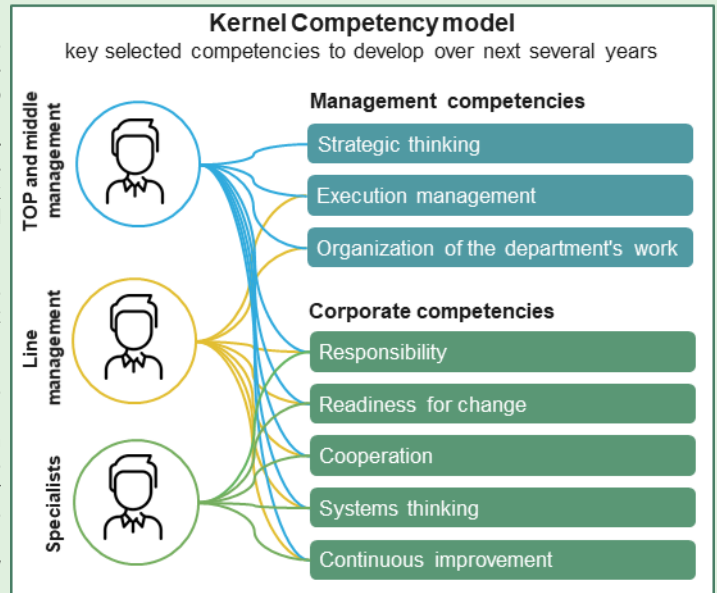 Kernel Competency model
key selected competencies to develop over next several years
TOP and middle
management
Line
management
Specialists
Management competencies
Strategic thinking
Execution management
Organization of the department's work
Corporate competencies
Responsibility
Readiness for change
Cooperation
Systems thinking
Continuous improvement